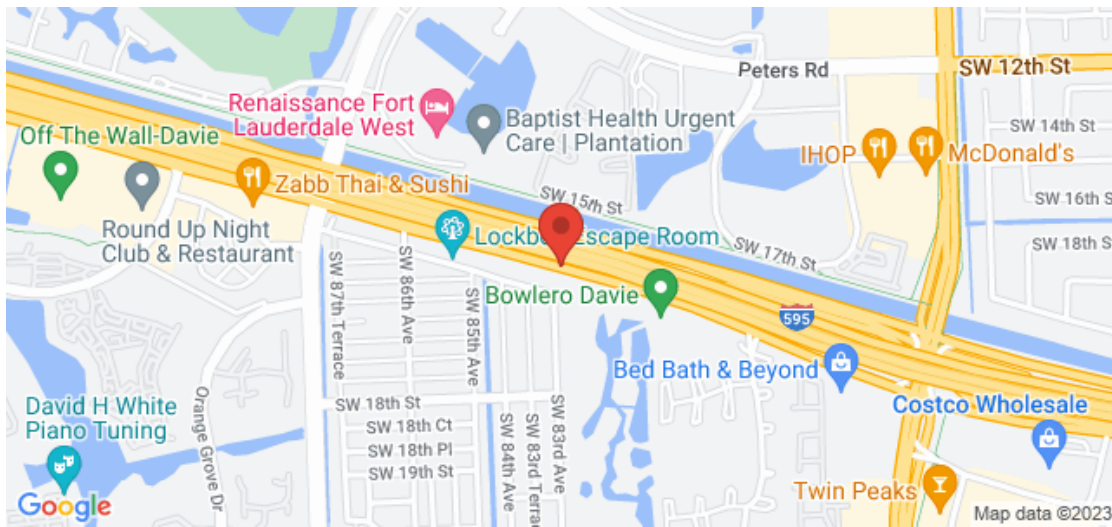 Peters Rd
SW 12th St
Renaissance Fort
Lauderdale West
Baptist Health Urgent
Care | Plantation
SW 14th St
Off The Wall-Davie
IHOP
McDonald's
Zabb Thai & Sushi
SW 15th St
SW 16th S
Round Up Night
Club & Restaurant
Lockb
Escape Room
SW 17th St
SW 18th S
SW 87th Terrace
SW 86th Ave
SW 85th Ave
Bowlero Davie
595
Bed Bath & Beyond
Orange Grove Dr
SW 18th St
Costco Wholesale
David H White
Piano Tuning
SW 18th Ct
SW 18th Pl
SW 19th St
SW 84th Ave
SW 83rd Terrac
SW 83rd Ave
Twin Peaks
Google
Map data ©2023